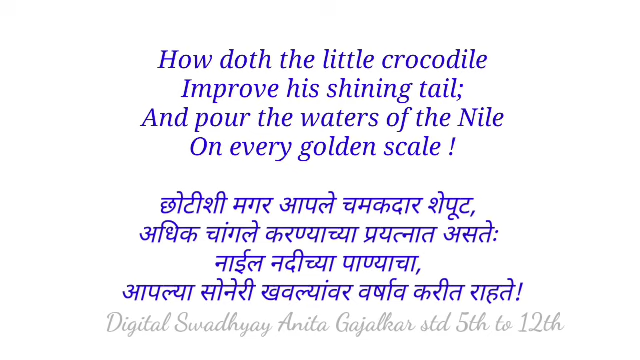 How doth the little crocodile
Improve his shining tail;
And pour the waters of the Nile
On every golden scale !
छोटीशी मगर आपले चमकदार शेपूट,
अधिक चांगले करण्याच्या प्रयत्नात असतेः
नाईल नदीच्या पाण्याचा,
आपल्या सोनेरी खवल्यांवर वर्षाव करीत राहते!
Digital Swadhyay Anita Gajalkar std 5th to 12th